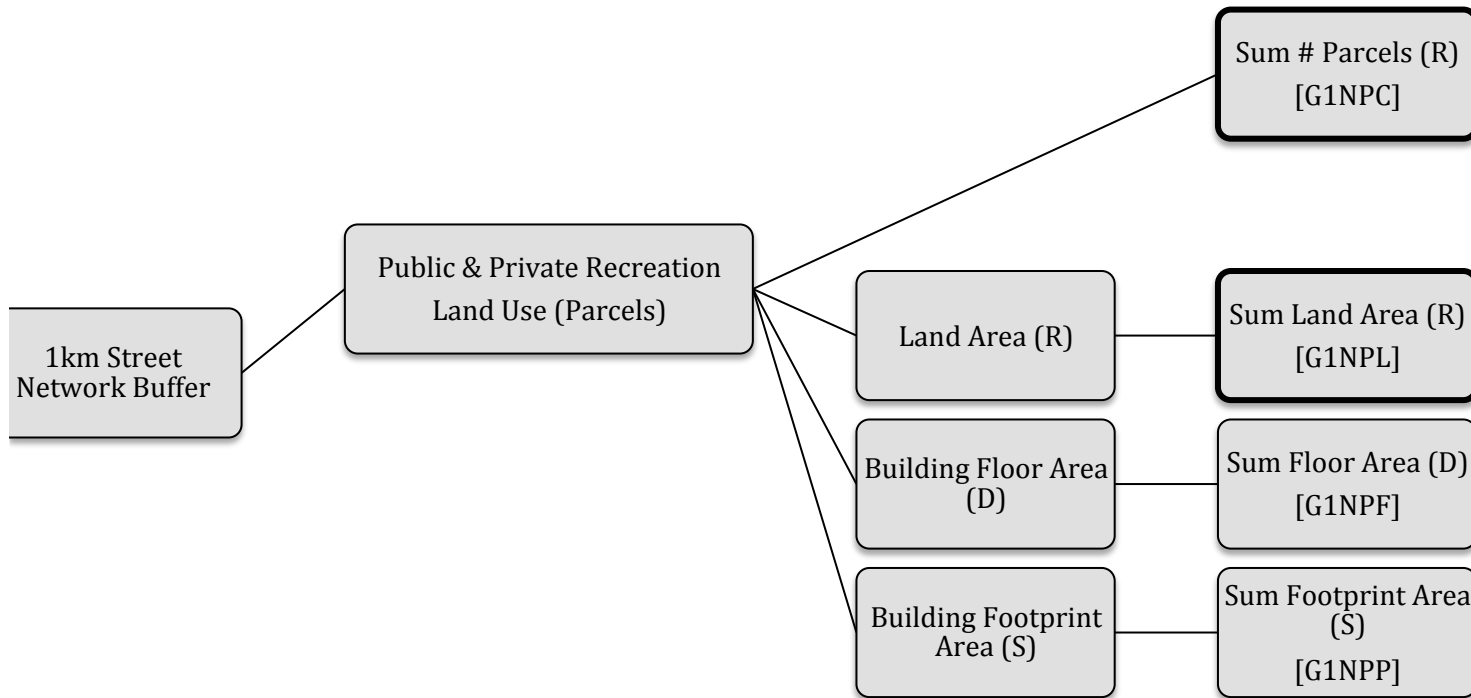 1km Street
Network Buffer
Public & Private Recreation
Land Use (Parcels)
Sum # Parcels (R)
[G1NPC]
Land Area (R)
Sum Land Area (R)
[G1NPL]
Building Floor Area
(D)
Sum Floor Area (D)
[G1NPF]
Building Footprint
Area (S)
Sum Footprint Area
(S)
[G1NPP]